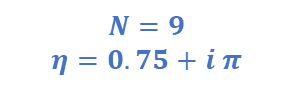 N = 9
η = 0.75 + i π